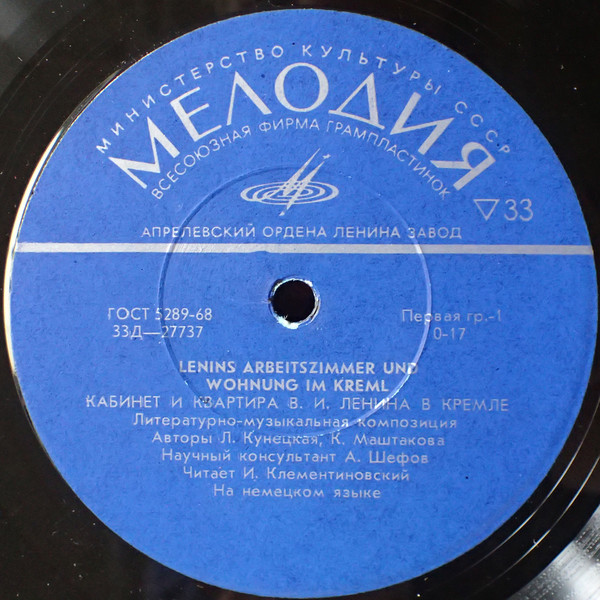 МИНИСТЕРСТВО КУЛЬТУРЫ СССР
МЕЛОДИЯ
ВСЕСОЮЗНАЯ ФИРМА ГРАМПЛАСТИНОК
▽33
АПРЕЛЕВСКИЙ ОРДЕНА ЛЕНИНА ЗАВОД
ГОСТ 5289-68
33Д—27737
Первая гр.-1
0-17
LENINS ARBEITSZIMMER UND
WOHNUNG IM KREML
КАБИНЕТ И КВАРТИРА В. И. ЛЕНИНА В КРЕМЛЕ
Литературно-музыкальная композиция
Авторы Л. Кунецкая, К. Маштакова
Научный консультант А. Шефов
Читает И. Клементиновский
На немецком языке